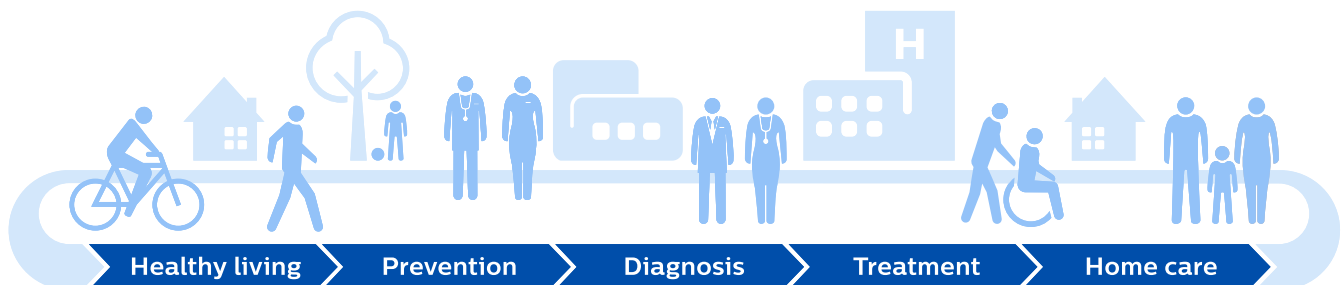 H
Healthy living
Prevention
Diagnosis
Treatment
Home care